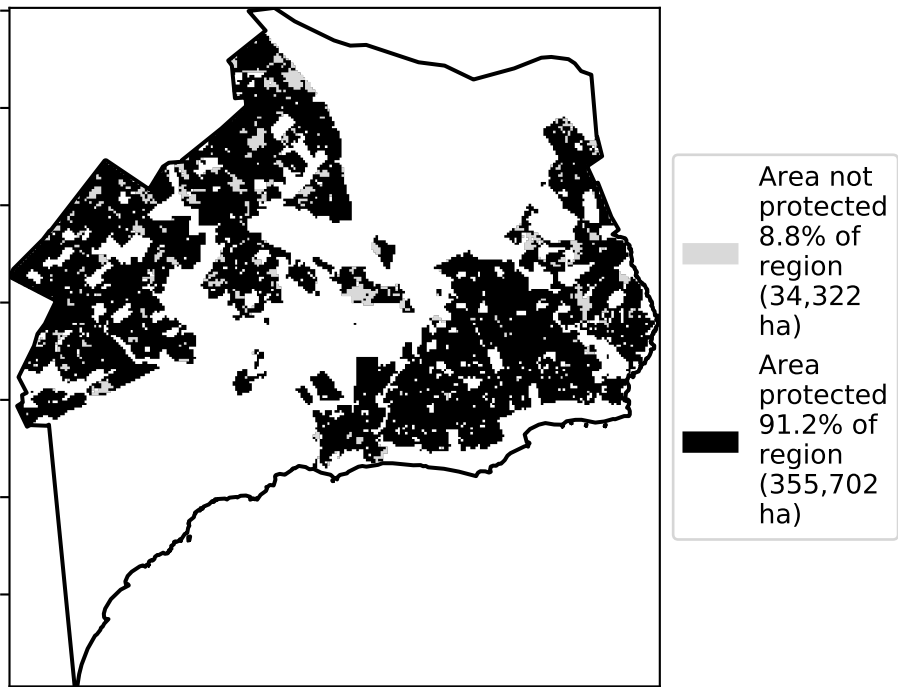 Area not
protected
8.8% of
region
(34,322
ha)
Area
protected
91.2% of
region
(355,702
ha)